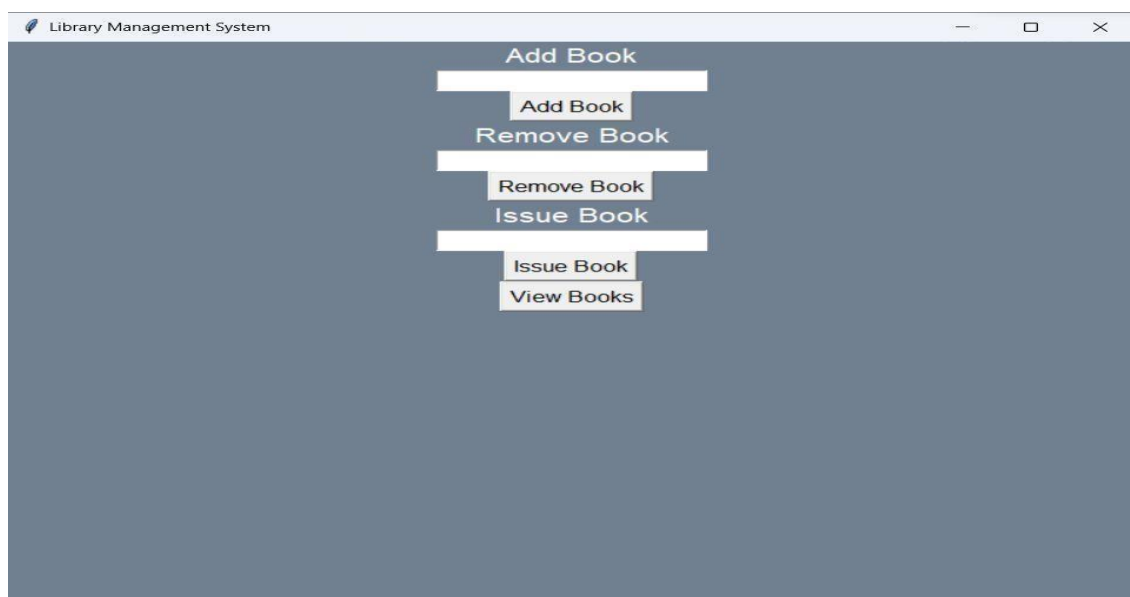 Library Management System
Add Book
Add Book
Remove Book
Remove Book
Issue Book
Issue Book
View Books